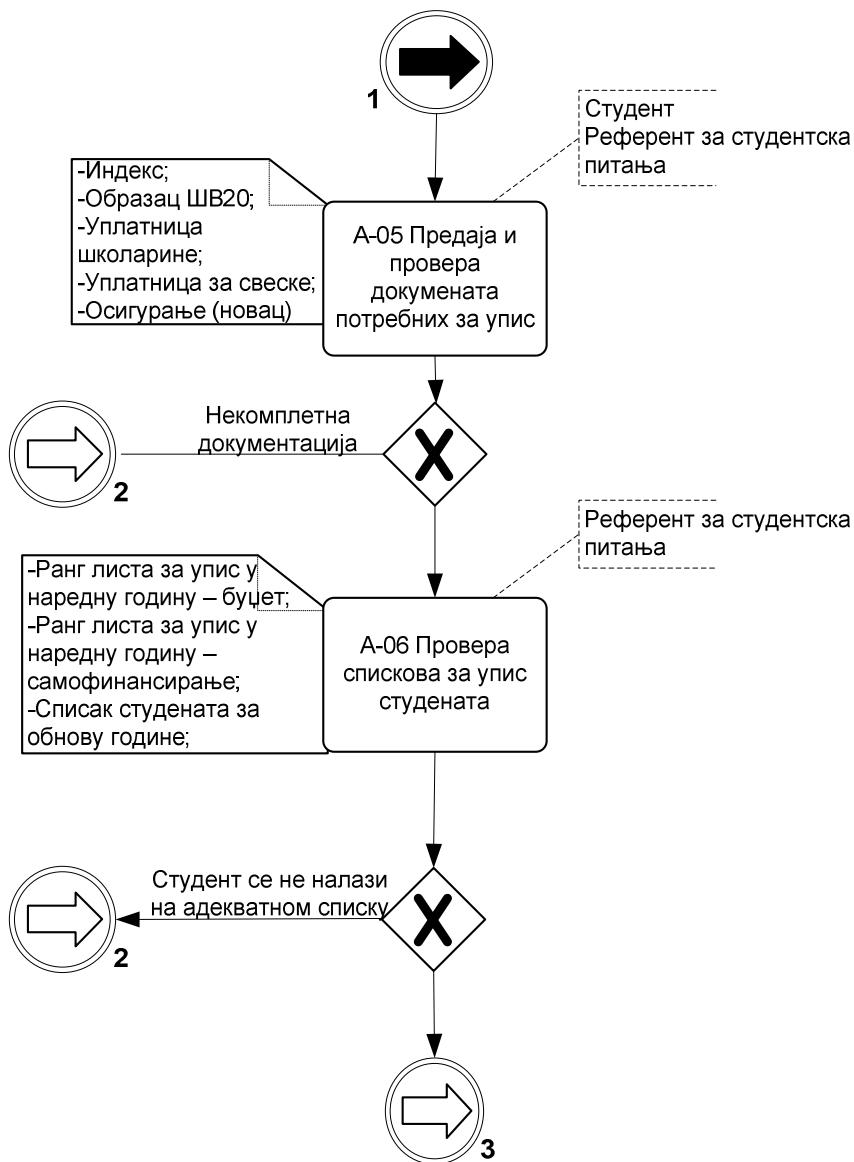 1
Студент
Референт за студентска
питања
-Индекс;
-Образац ШВ20;
-Уплатница
школарине;
-Уплатница за свеске;
-Осигурање (новац)
А-05 Предаја и
провера
докумената
потребних за упис
Некомплетна
документација
2
Референт за студентска
питања
-Ранг листа за упис у
наредну годину – буџет;
-Ранг листа за упис у
наредну годину –
самофинансирање;
-Списак студената за
обнову године;
А-06 Провера
спискова за упис
студената
Студент се не налази
на адекватном списку
2
3